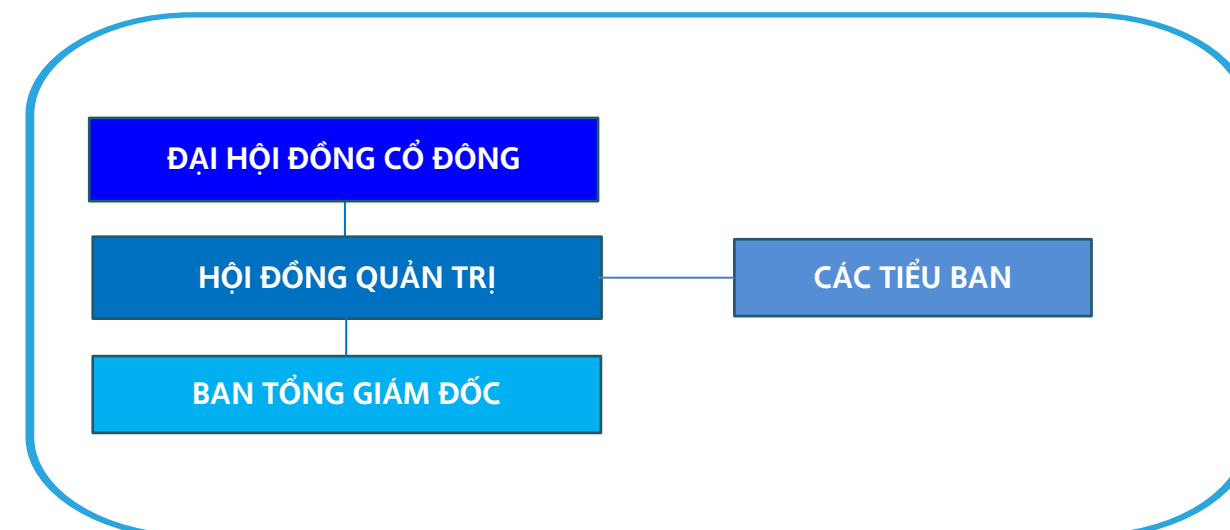 ĐẠI HỘI ĐỒNG CỔ ĐÔNG
HỘI ĐỒNG QUẢN TRỊ
CÁC TIỂU BAN
BAN TỔNG GIÁM ĐỐC